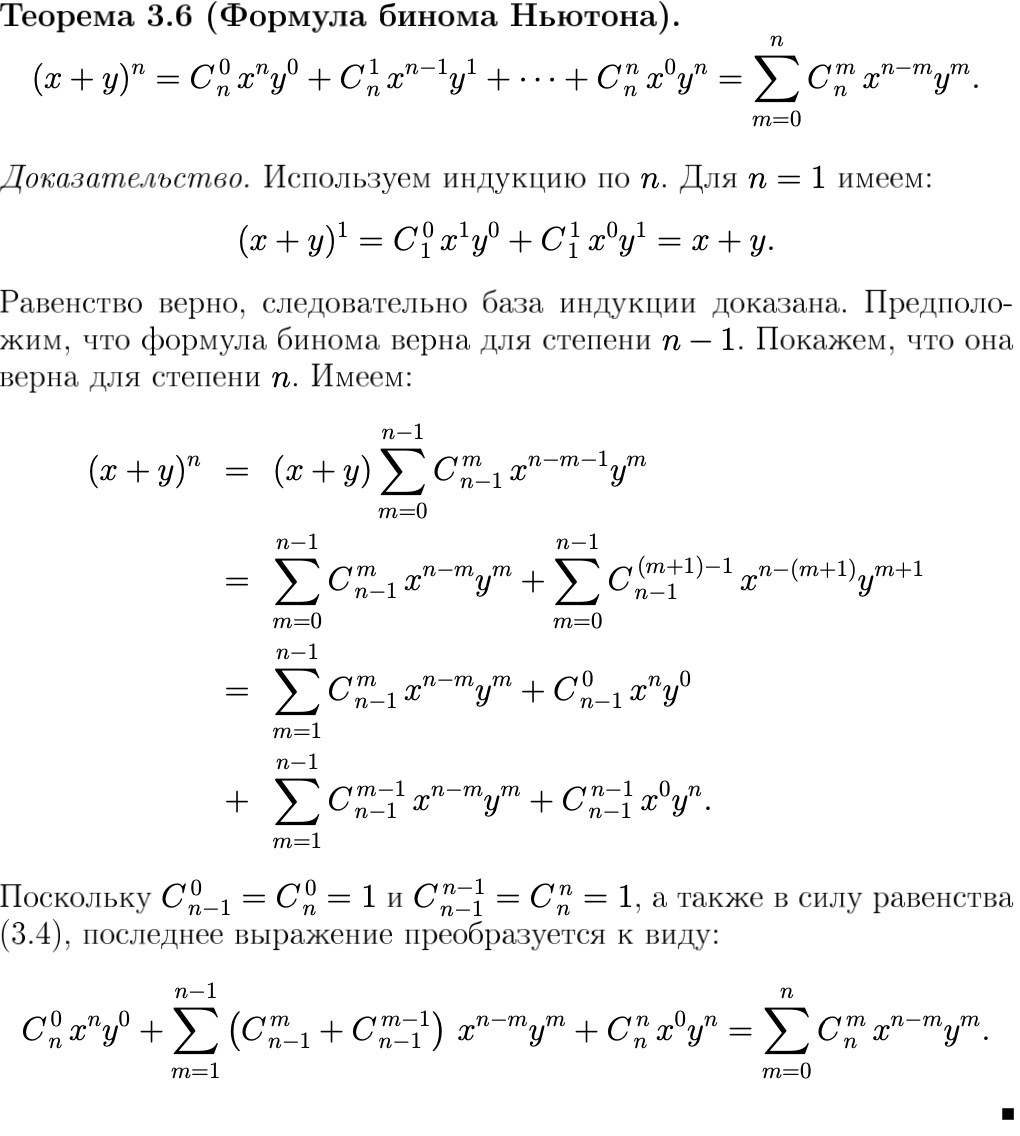 Теорема 3.6 (Формула бинома Ньютона).
$(x+y)^n = C_n^0 x^n y^0 + C_n^1 x^{n-1} y^1 + \cdots + C_n^n x^0 y^n = \sum_{m=0}^{n} C_n^m x^{n-m} y^m.$
Доказательство. Используем индукцию по $n$. Для $n = 1$ имеем:
$(x+y)^1 = C_1^0 x^1 y^0 + C_1^1 x^0 y^1 = x + y.$
Равенство верно, следовательно база индукции доказана. Предполо-
жим, что формула бинома верна для степени $n-1$. Покажем, что она
верна для степени $n$. Имеем:
$(x+y)^n = (x+y) \sum_{m=0}^{n-1} C_{n-1}^m x^{n-m-1} y^m$
$= \sum_{m=0}^{n-1} C_{n-1}^m x^{n-m} y^m + \sum_{m=0}^{n-1} C_{n-1}^{(m+1)-1} x^{n-(m+1)} y^{m+1}$
$= \sum_{m=1}^{n-1} C_{n-1}^m x^{n-m} y^m + C_{n-1}^0 x^n y^0$
$+ \sum_{m=1}^{n-1} C_{n-1}^{m-1} x^{n-m} y^m + C_{n-1}^{n-1} x^0 y^n.$
Поскольку $C_{n-1}^0 = C_n^0 = 1$ и $C_{n-1}^{n-1} = C_n^n = 1$, а также в силу равенства
(3.4), последнее выражение преобразуется к виду:
$C_n^0 x^n y^0 + \sum_{m=1}^{n-1} \left( C_{n-1}^m + C_{n-1}^{m-1} \right) x^{n-m} y^m + C_n^n x^0 y^n = \sum_{m=0}^{n} C_n^m x^{n-m} y^m.$
■